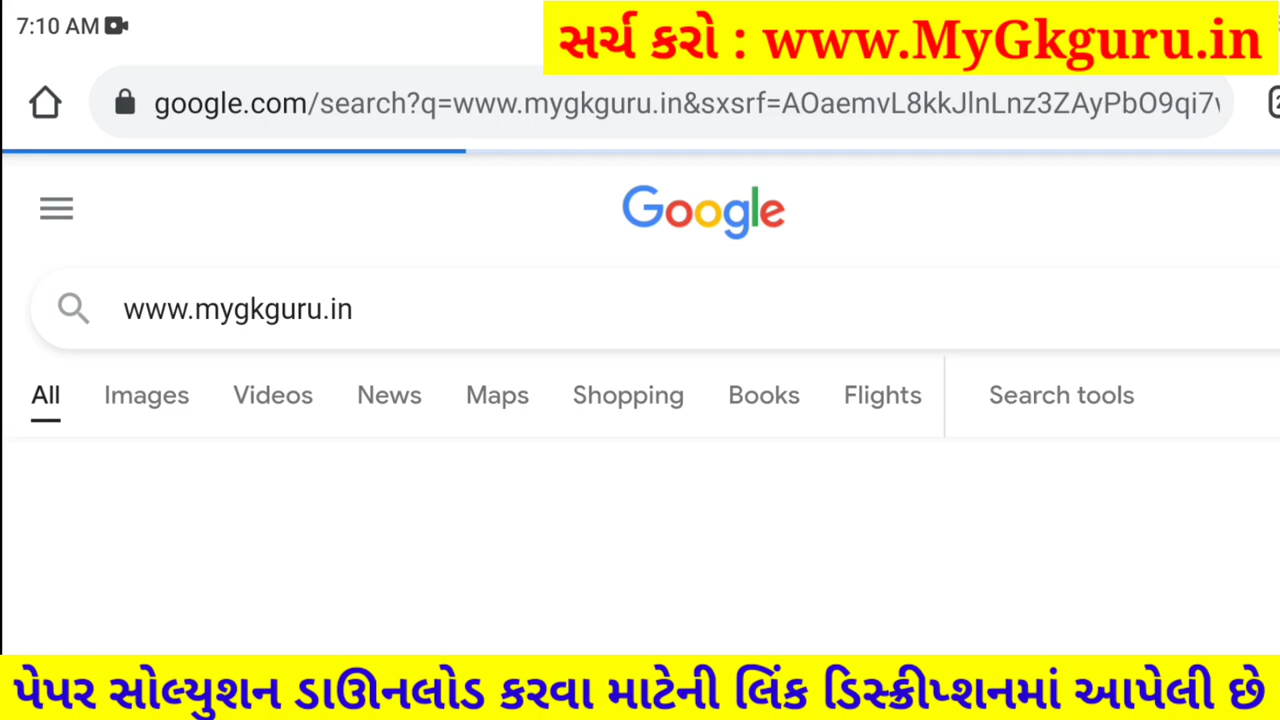 7:10 AM
સર્ચ કરો : www.MyGkguru.in
google.com/search?q=www.mygkguru.in&sxsrf=AOaemvL8kkJlnLnz3ZAyPbO9qi7
Google
www.mygkguru.in
All Images Videos News Maps Shopping Books Flights Search tools
પેપર સોલ્યુશન ડાઊનલોડ કરવા માટેની લિંક ડિસ્ક્રીપ્શનમાં આપેલી છે